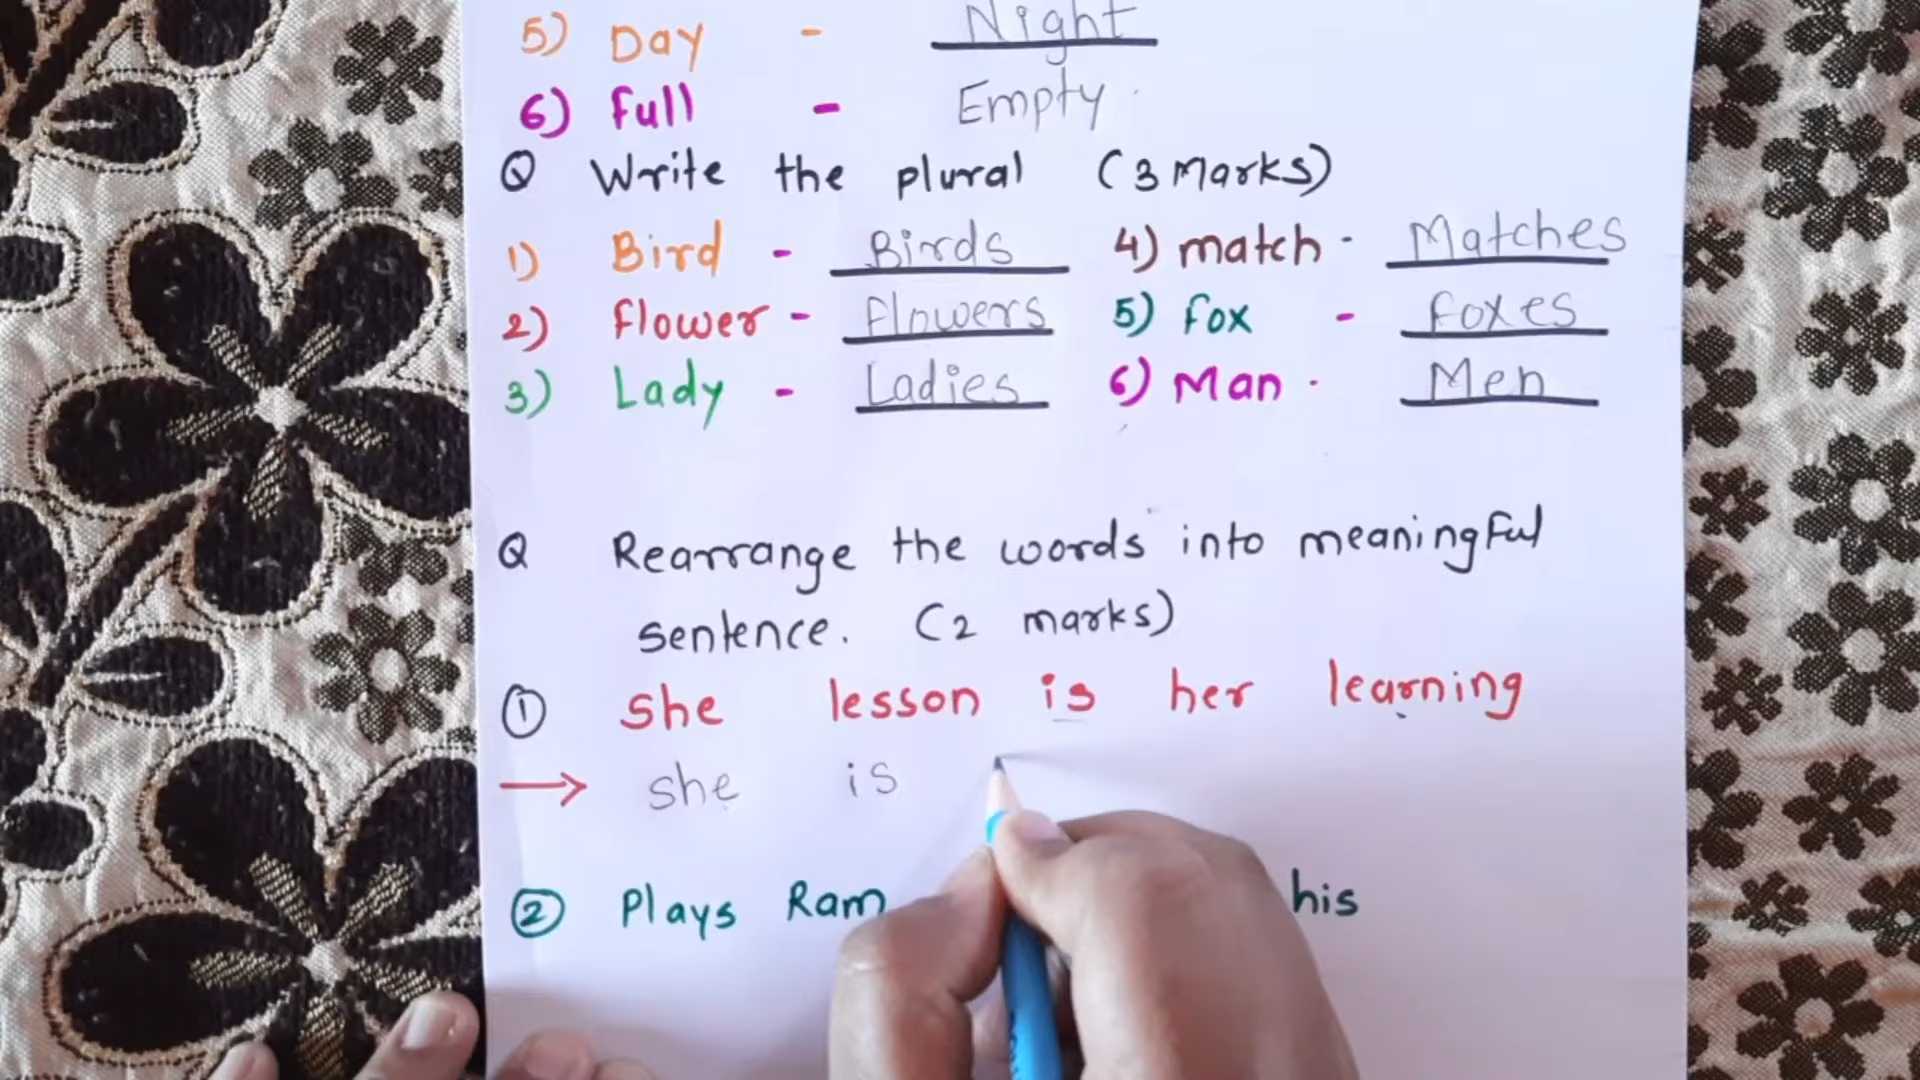 5) Day - Night
6) Full - Empty
Q Write the plural (3 Marks)
1) Bird - Birds 4) match - Matches
2) Flower - Flowers 5) fox - foxes
3) Lady - Ladies 6) Man - Men
Q Rearrange the words into meaningful
sentence. (2 marks)
① she lesson is her learning
→ she is
② Plays Ram his